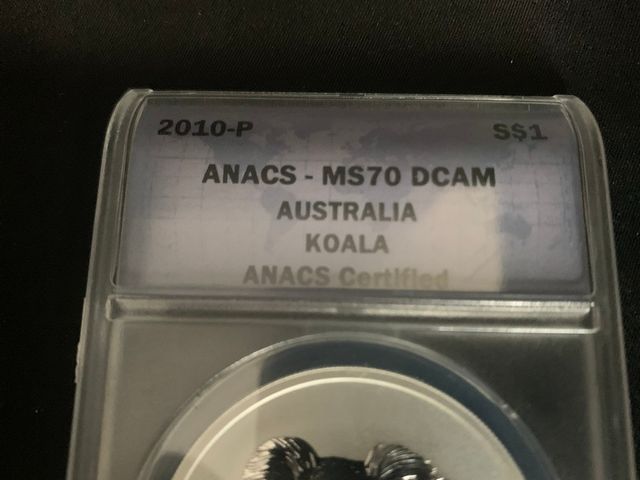 2010-P S$1
ANACS - MS70 DCAM
AUSTRALIA
KOALA
ANACS Certified